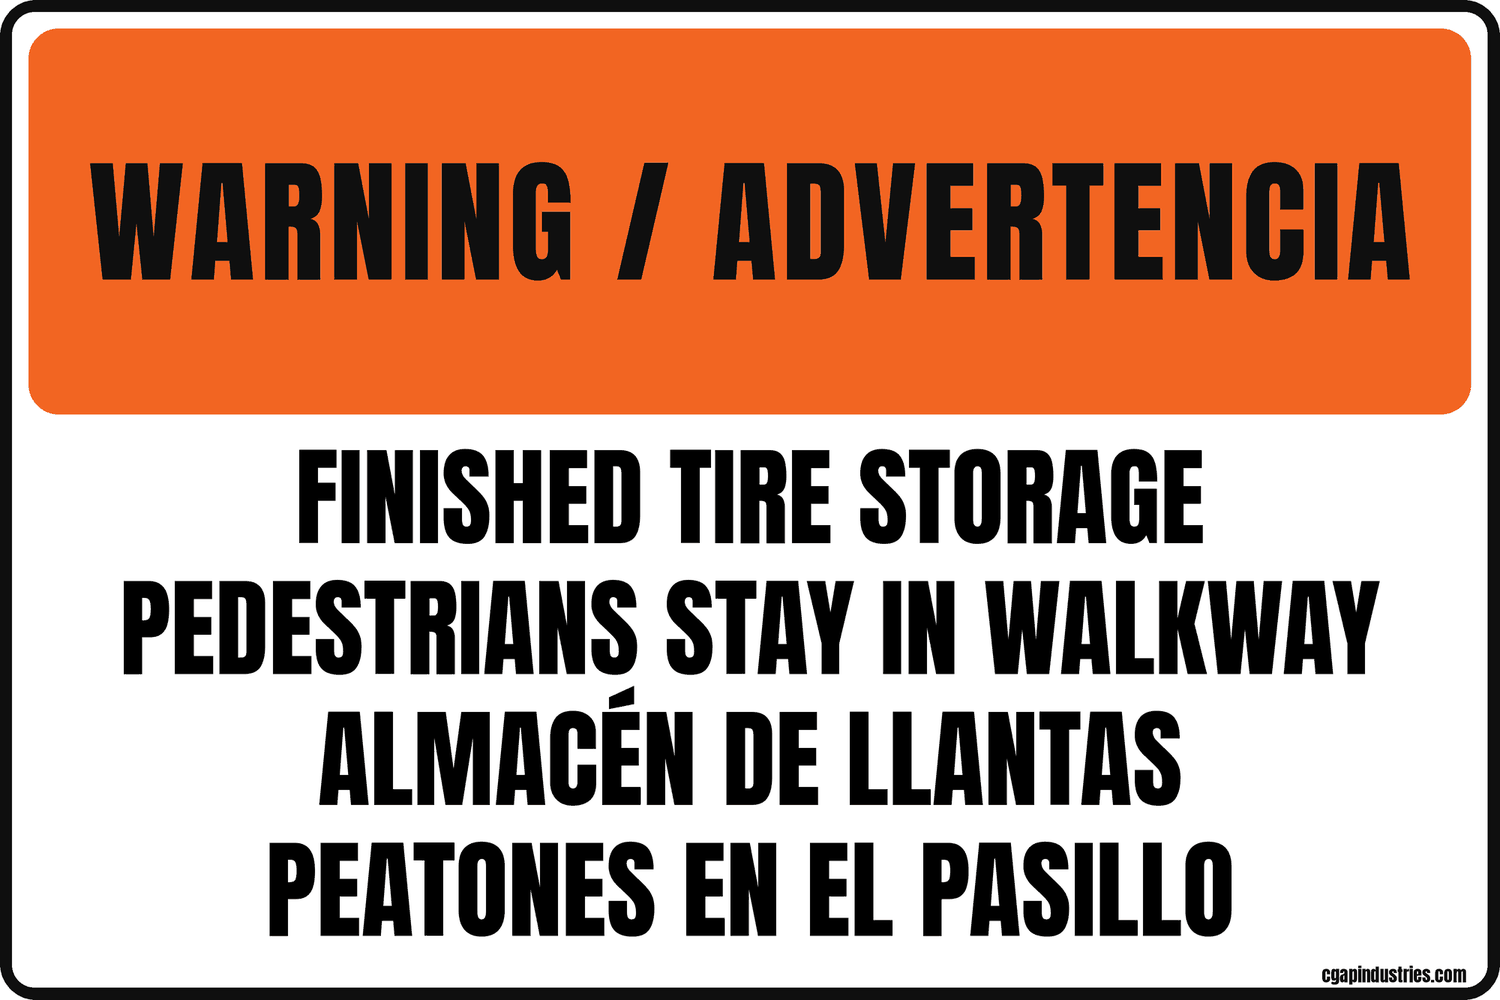 WARNING / ADVERTENCIA
FINISHED TIRE STORAGE
PEDESTRIANS STAY IN WALKWAY
ALMACÉN DE LLANTAS
PEATONES EN EL PASILLO
cgapindustries.com